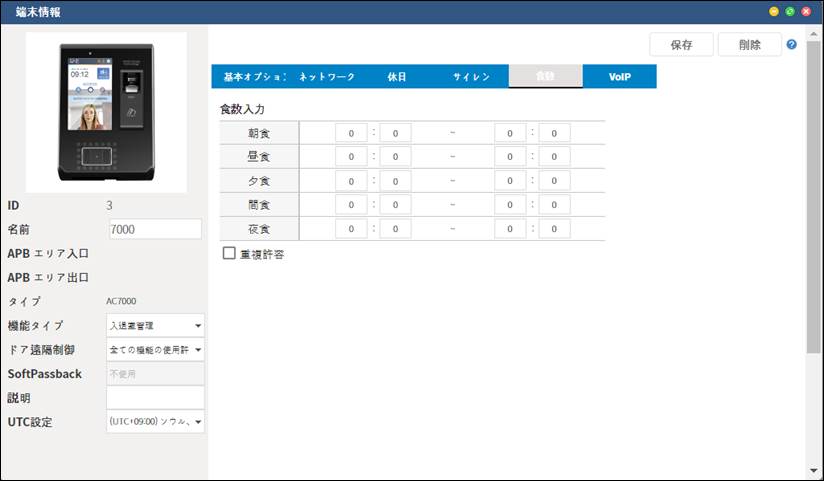 端末情報
保存
削除
基本オプショ
ネットワーク
休日
サイレン
食数
VoIP
09:12
食数入力
朝食 0 : 0 ~ 0 : 0
昼食 0 : 0 ~ 0 : 0
夕食 0 : 0 ~ 0 : 0
間食 0 : 0 ~ 0 : 0
夜食 0 : 0 ~ 0 : 0
重複許容
ID 3
名前 7000
APB エリア入口
APB エリア出口
タイプ AC7000
機能タイプ 入退室管理
ドア遠隔制御 全ての機能の使用許
SoftPassback 不使用
説明
UTC設定 (UTC+09:00) ソウル、